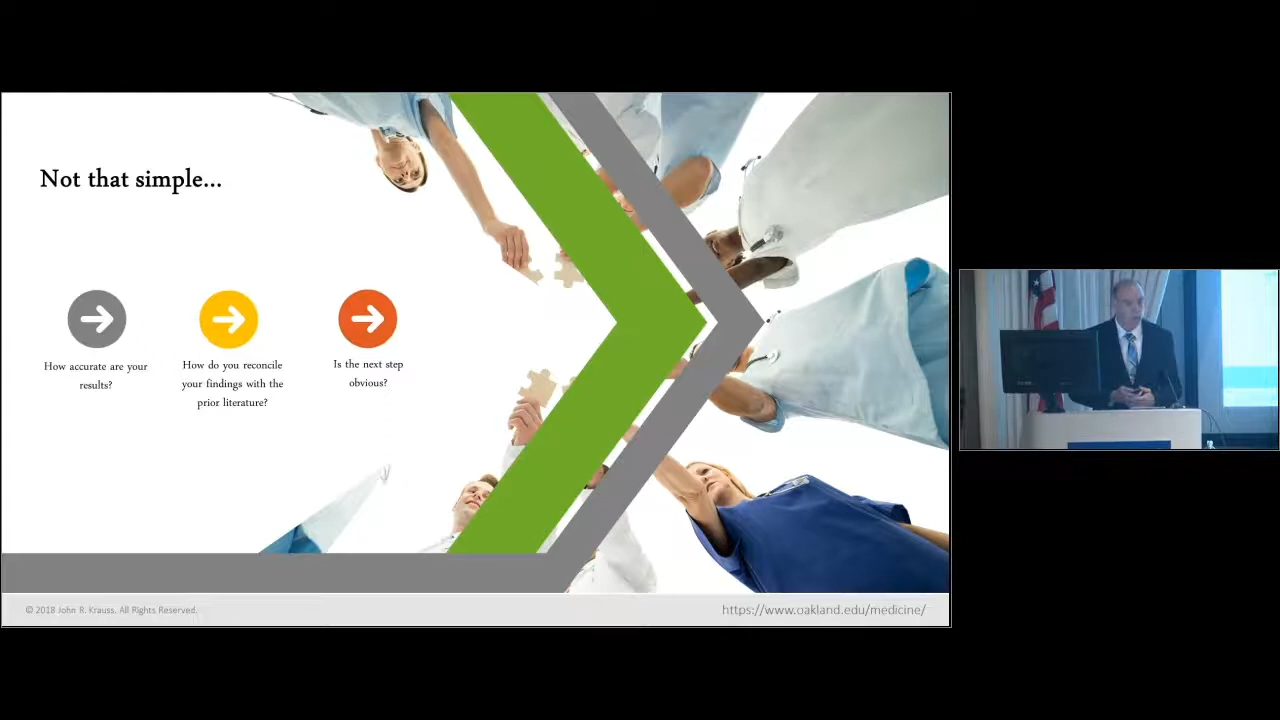 Not that simple...
How accurate are your
results?
How do you reconcile
your findings with the
prior literature?
Is the next step
obvious?
© 2018 John R. Krauss. All Rights Reserved.
https://www.oakland.edu/medicine/